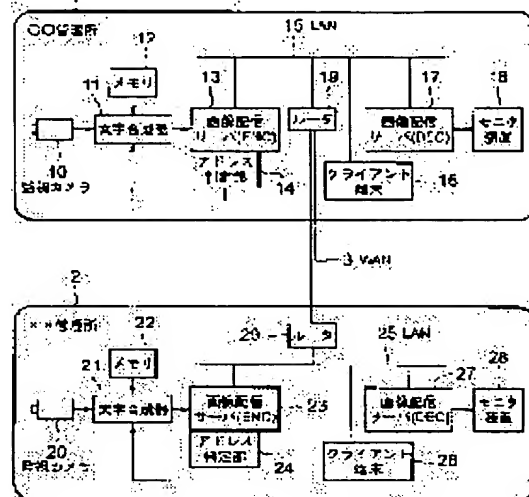 〇〇管理所
15 LAN
12
メモリ
11
文字合成器
13
画像配信
サーバ(ENC)
アドレス
判定部
14
19
ルータ
17
画像配信
サーバ(DEC)
18
モニタ
装置
クライアント
端末
16
10
監視カメラ
3 WAN
2
××管理所
22
メモリ
21
文字合成器
29
ルータ
25 LAN
画像配信
サーバ(ENC)
23
アドレス
判定部
24
27
画像配信
サーバ(DEC)
28
モニタ
装置
クライアント
端末
26
20
監視カメラ